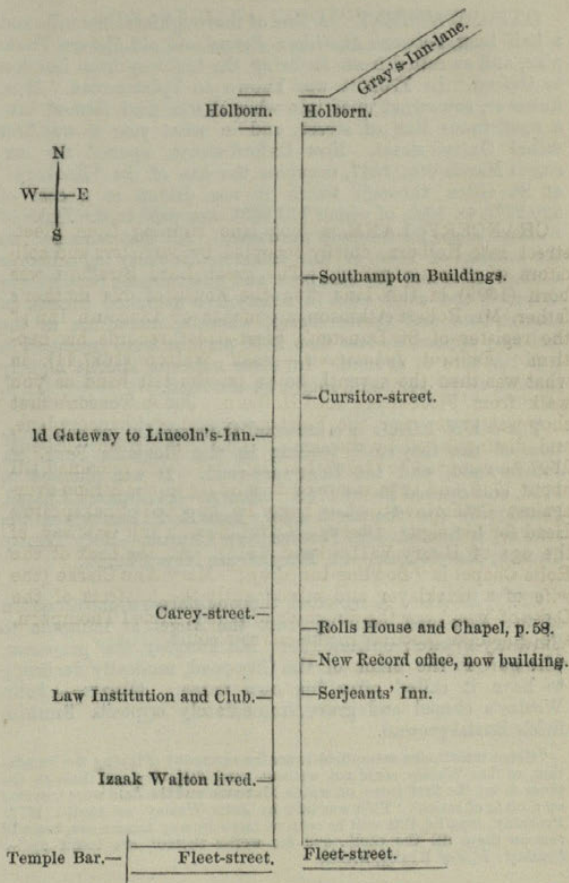 Gray's-Inn-lane.
Holborn. Holborn.
N
W E
S
Southampton Buildings.
Cursitor-street.
ld Gateway to Lincoln's-Inn.
Carey-street.
Rolls House and Chapel, p. 58.
New Record office, now building.
Law Institution and Club.
Serjeants' Inn.
Izaak Walton lived.
Temple Bar. Fleet-street. Fleet-street.